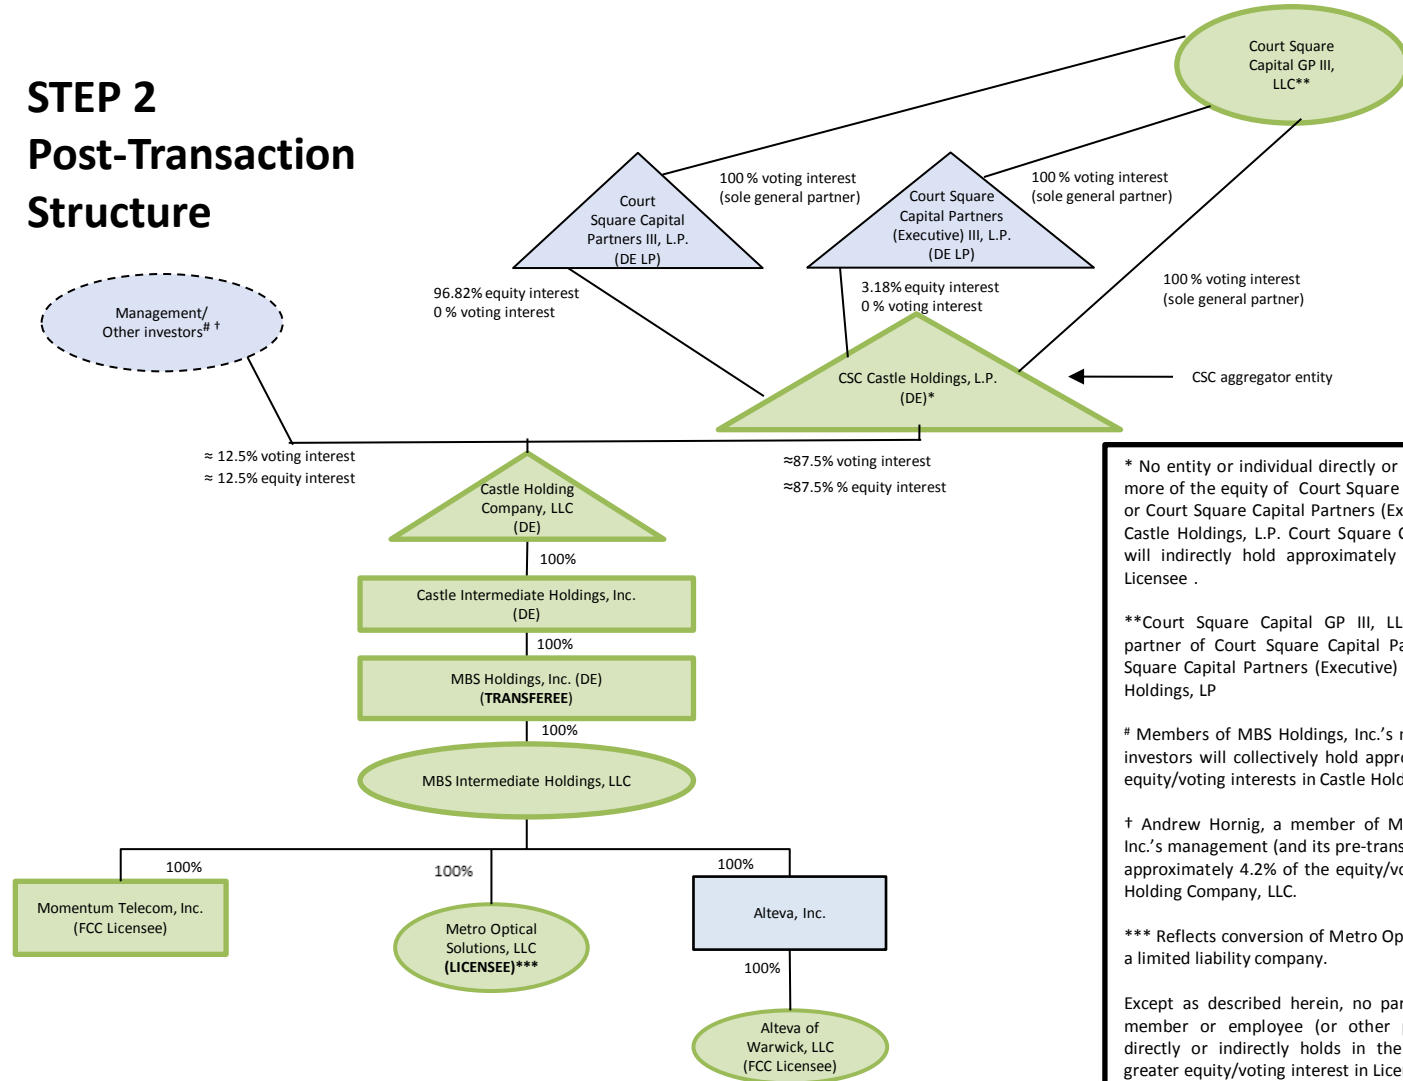 STEP 2
Post-Transaction
Structure
Court Square
Capital GP III,
LLC**
100 % voting interest
(sole general partner)
100 % voting interest
(sole general partner)
100 % voting interest
(sole general partner)
Court
Square Capital
Partners III, L.P.
(DE LP)
Court Square
Capital Partners
(Executive) III, L.P.
(DE LP)
96.82% equity interest
0 % voting interest
3.18% equity interest
0 % voting interest
Management/
Other investors# †
CSC Castle Holdings, L.P.
(DE)*
CSC aggregator entity
≈ 12.5% voting interest
≈ 12.5% equity interest
≈87.5% voting interest
≈87.5% % equity interest
Castle Holding
Company, LLC
(DE)
100%
Castle Intermediate Holdings, Inc.
(DE)
100%
MBS Holdings, Inc. (DE)
(TRANSFEREE)
100%
MBS Intermediate Holdings, LLC
100%
100%
100%
Momentum Telecom, Inc.
(FCC Licensee)
Metro Optical
Solutions, LLC
(LICENSEE)***
Alteva, Inc.
100%
Alteva of
Warwick, LLC
(FCC Licensee)
* No entity or individual directly or
more of the equity of Court Square
or Court Square Capital Partners (Ex
Castle Holdings, L.P. Court Square C
will indirectly hold approximately
Licensee .
**Court Square Capital GP III, LL
partner of Court Square Capital Pa
Square Capital Partners (Executive)
Holdings, LP
# Members of MBS Holdings, Inc.'s m
investors will collectively hold appro
equity/voting interests in Castle Hold
† Andrew Hornig, a member of M
Inc.'s management (and its pre-trans
approximately 4.2% of the equity/vo
Holding Company, LLC.
*** Reflects conversion of Metro Op
a limited liability company.
Except as described herein, no par
member or employee (or other p
directly or indirectly holds in the
greater equity/voting interest in Licen